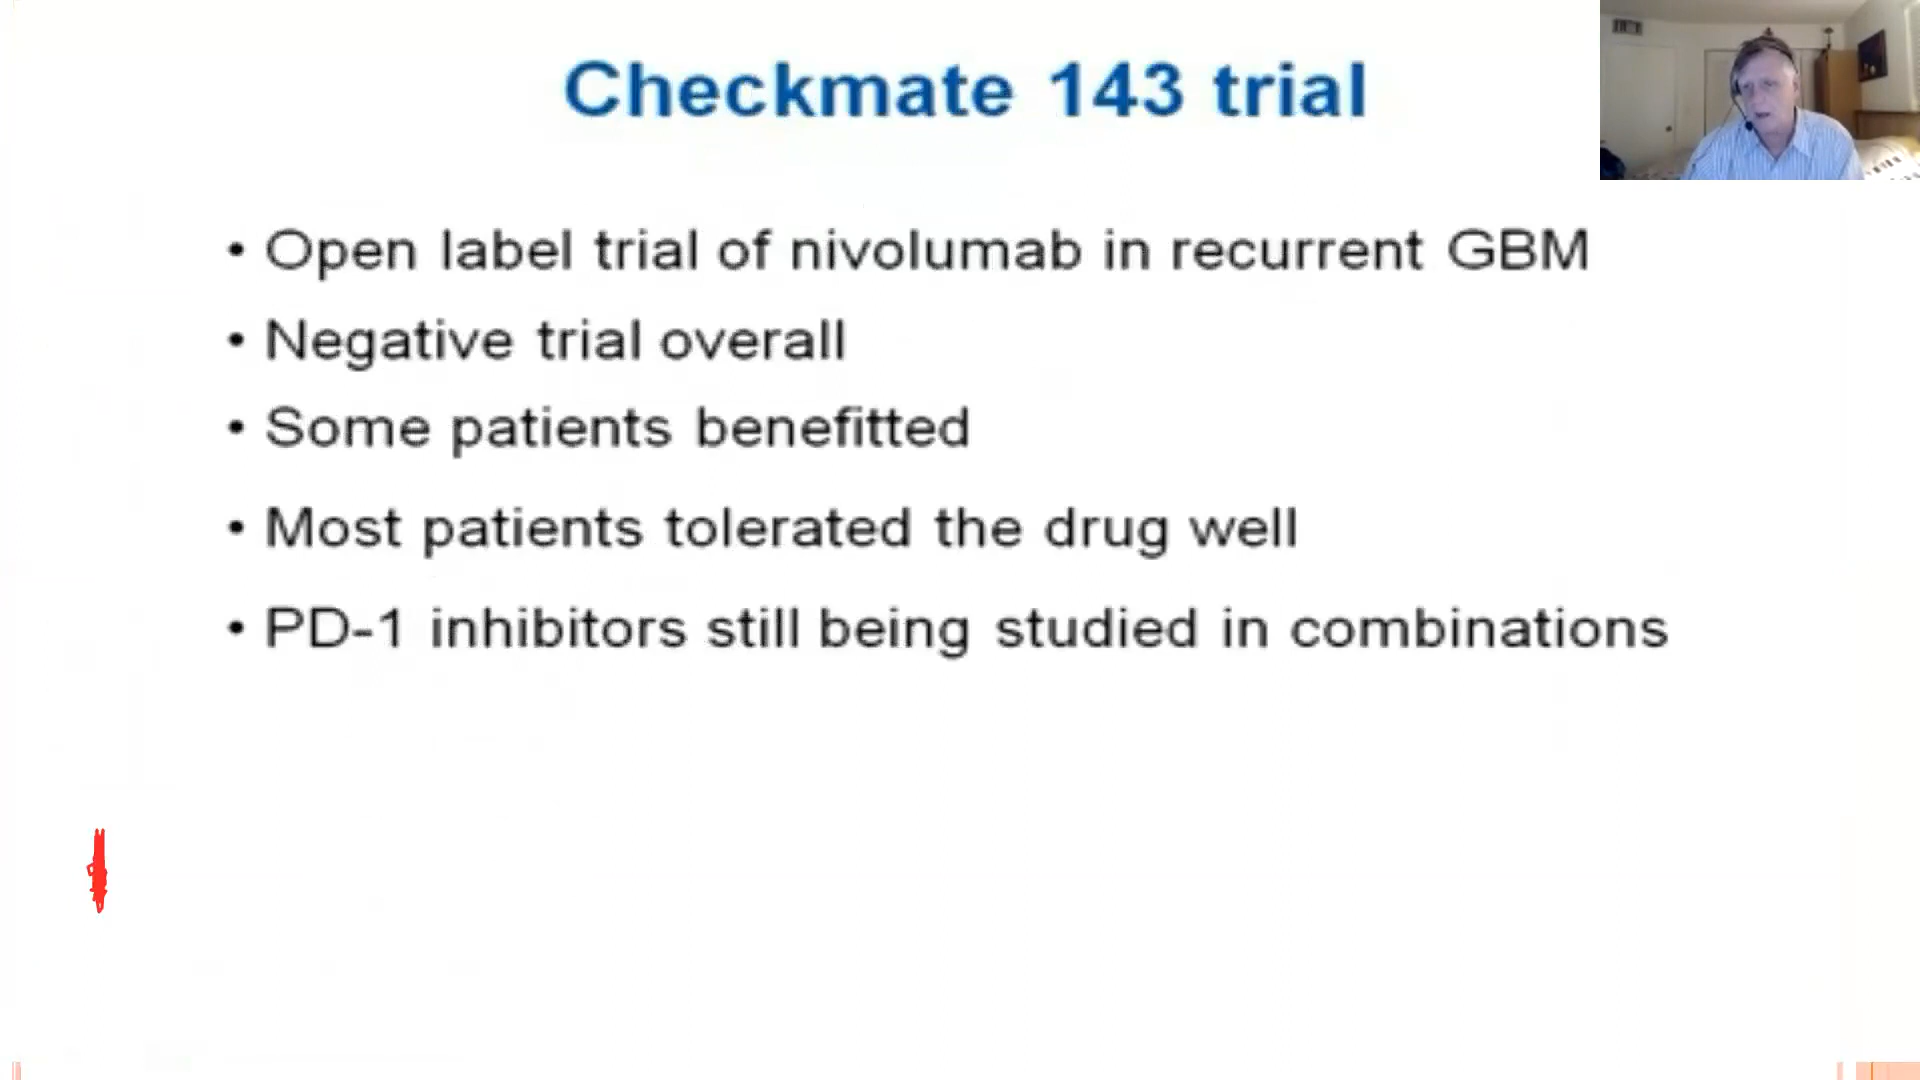 Checkmate 143 trial
• Open label trial of nivolumab in recurrent GBM
• Negative trial overall
• Some patients benefitted
• Most patients tolerated the drug well
• PD-1 inhibitors still being studied in combinations